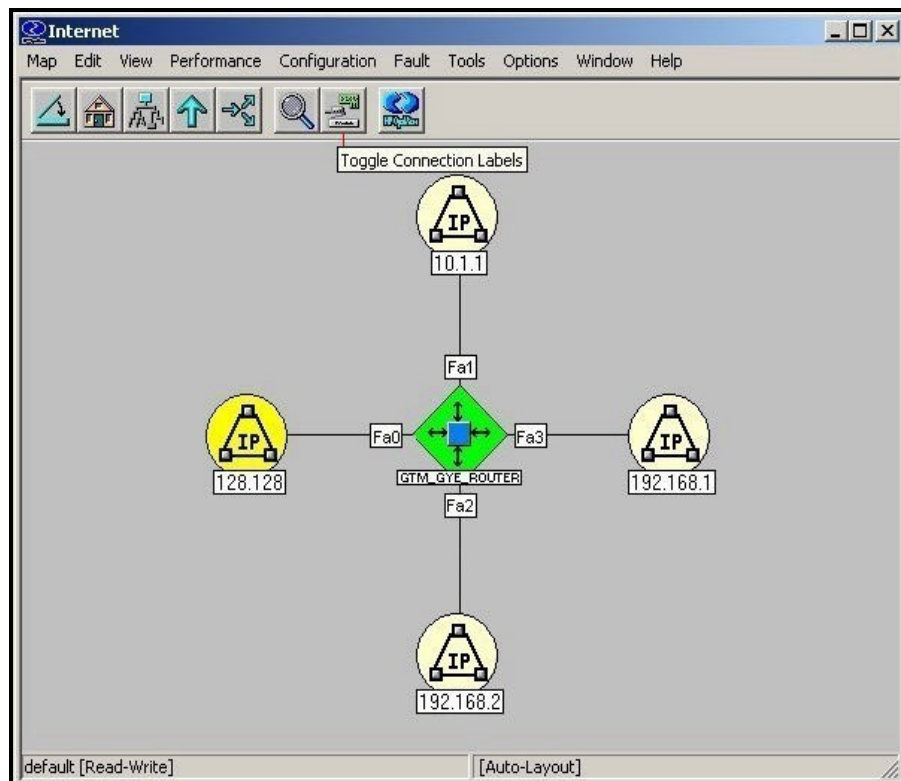 Internet
Map Edit View Performance Configuration Fault Tools Options Window Help
Toggle Connection Labels
IP
10.1.1
Fa1
IP
128.128
Fa0
Fa3
IP
192.168.1
GTM_GYE_ROUTER
Fa2
IP
192.168.2
default [Read-Write]
[Auto-Layout]